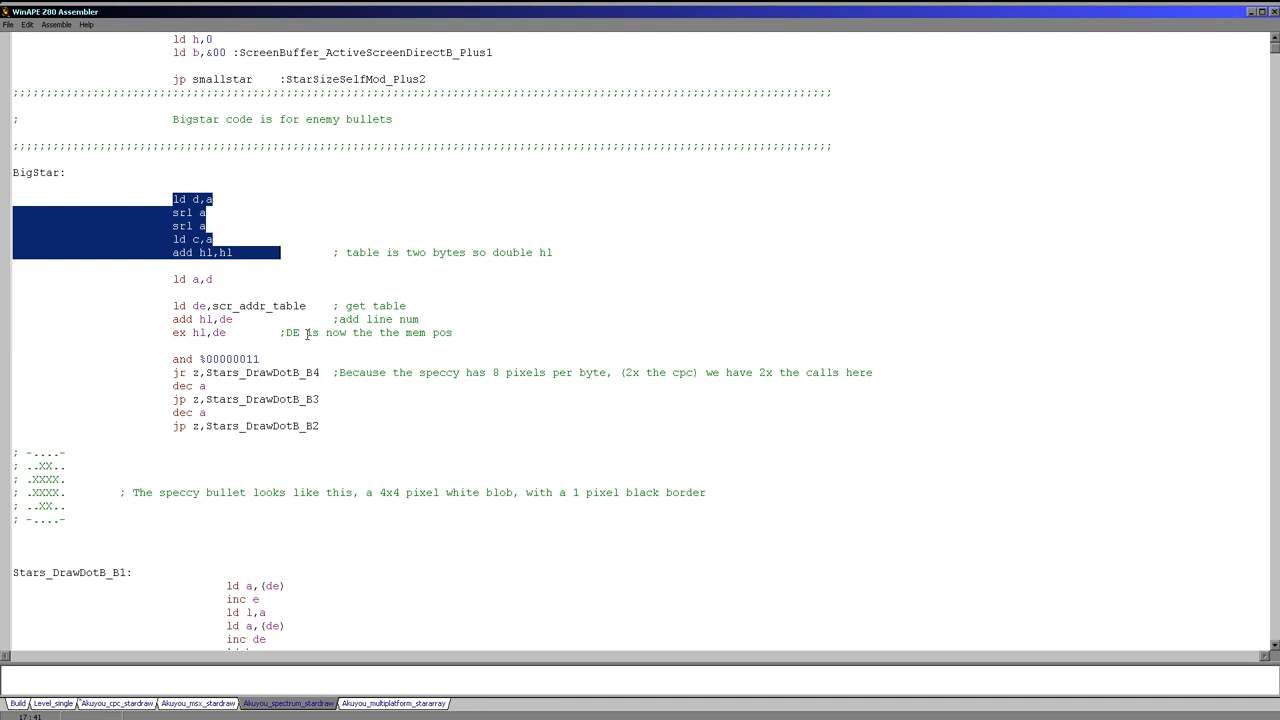 WinAPE Z80 Assembler
File Edit Assemble Help
ld h,0
ld b,&00 :ScreenBuffer_ActiveScreenDirectB_Plus1
jp smallstar :StarSizeSelfMod_Plus2
;;;;;;;;;;;;;;;;;;;;;;;;;;;;;;;;;;;;;;;;;;;;;;;;;;;;;;;;;;;;;;;;;;;;;;;;;;;;;;;;;;;;;;;;;;;;;;;;;;;;;;;;;;;;;;;;;;;;;;;;;;;
; Bigstar code is for enemy bullets
;;;;;;;;;;;;;;;;;;;;;;;;;;;;;;;;;;;;;;;;;;;;;;;;;;;;;;;;;;;;;;;;;;;;;;;;;;;;;;;;;;;;;;;;;;;;;;;;;;;;;;;;;;;;;;;;;;;;;;;;;;;
BigStar:
ld d,a
srl a
srl a
ld c,a
add hl,hl ; table is two bytes so double hl
ld a,d
ld de,scr_addr_table ; get table
add hl,de ;add line num
ex hl,de ;DE is now the the mem pos
and %00000011
jr z,Stars_DrawDotB_B4 ;Because the speccy has 8 pixels per byte, (2x the cpc) we have 2x the calls here
dec a
jp z,Stars_DrawDotB_B3
dec a
jp z,Stars_DrawDotB_B2
; -....-
; ..XX..
; .XXXX.
; .XXXX. ; The speccy bullet looks like this, a 4x4 pixel white blob, with a 1 pixel black border
; ..XX..
; -....-
Stars_DrawDotB_B1:
ld a,(de)
inc e
ld l,a
ld a,(de)
inc de
Build Level_single Akuyou_cpc_stardraw Akuyou_msx_stardraw Akuyou_spectrum_stardraw Akuyou_multiplatform_stararray
17:41